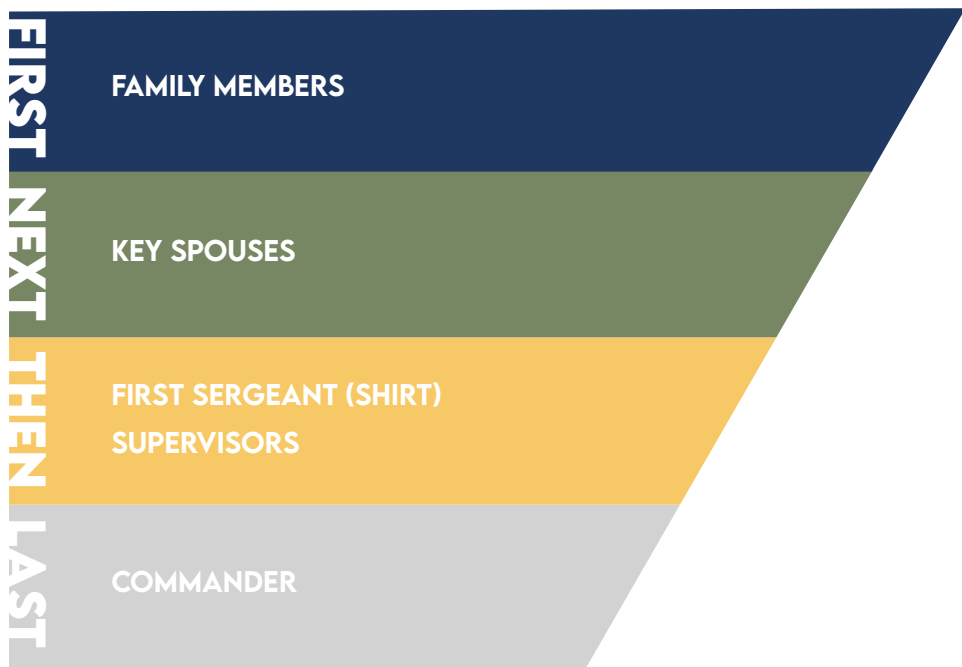 FIRST
FAMILY MEMBERS
NEXT
KEY SPOUSES
THEN
FIRST SERGEANT (SHIRT)
SUPERVISORS
LAST
COMMANDER